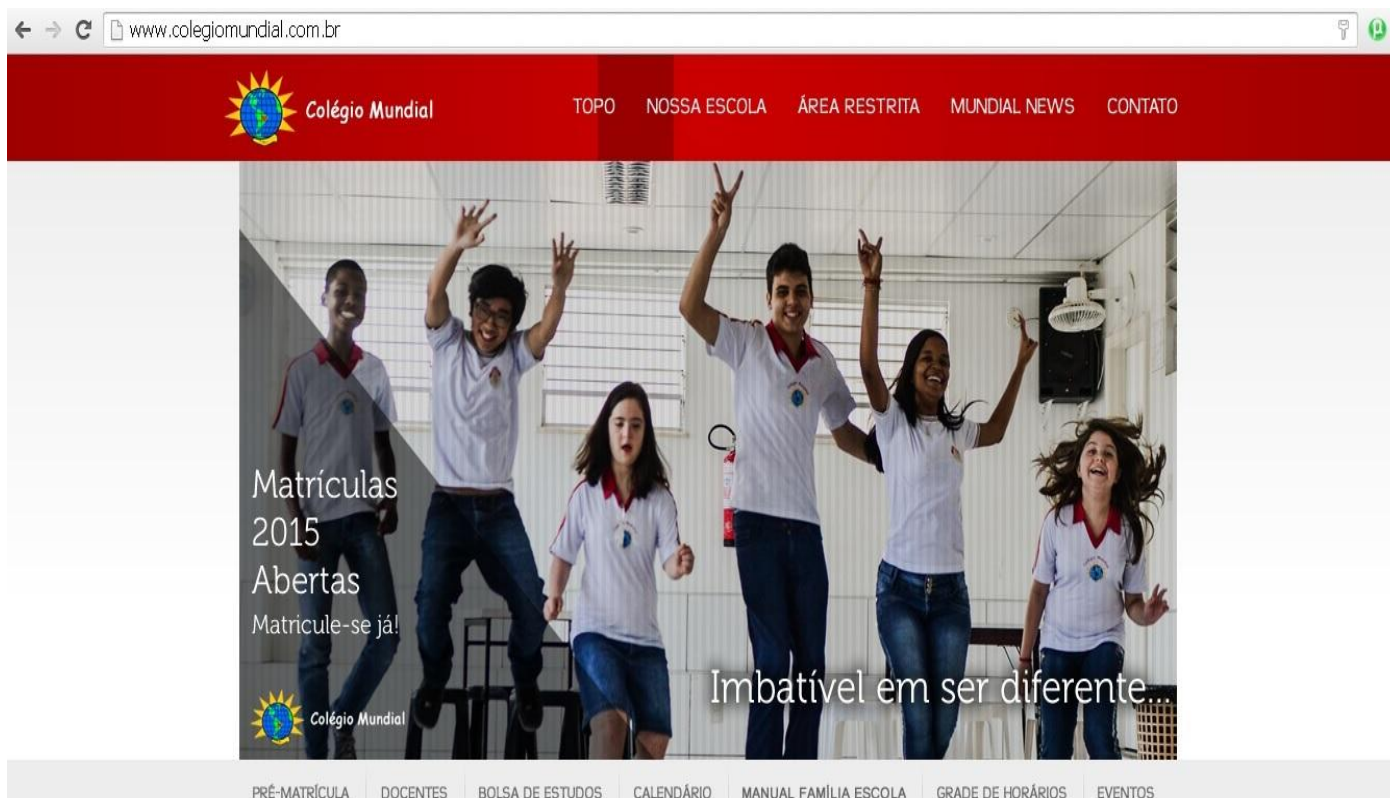 www.colegiomundial.com.br
Colégio Mundial
TOPO NOSSA ESCOLA ÁREA RESTRITA MUNDIAL NEWS CONTATO
Matrículas
2015
Abertas
Matricule-se já!
Imbatível em ser diferente...
Colégio Mundial
PRÉ-MATRÍCULA DOCENTES BOLSA DE ESTUDOS CALENDÁRIO MANUAL FAMÍLIA ESCOLA GRADE DE HORÁRIOS EVENTOS